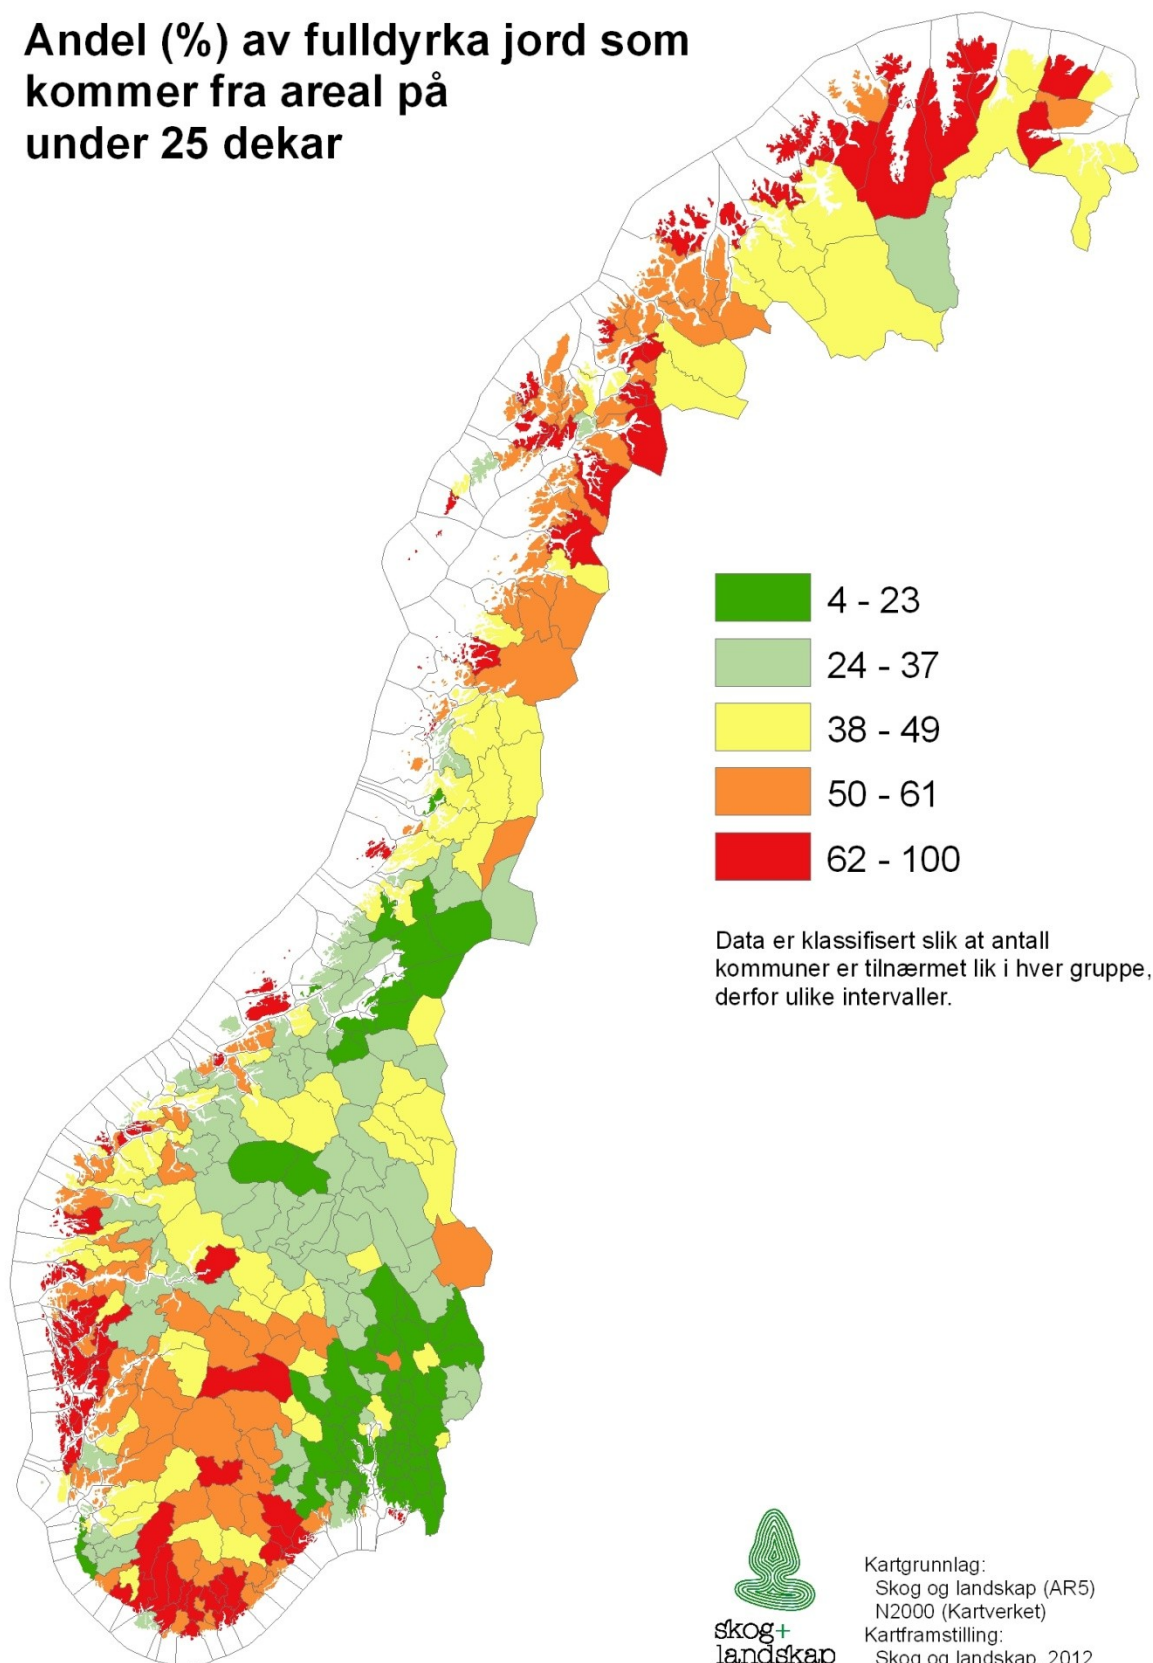 Andel (%) av fulldyrka jord som
kommer fra areal på
under 25 dekar
4 - 23
24 - 37
38 - 49
50 - 61
62 - 100
Data er klassifisert slik at antall
kommuner er tilnærmet lik i hver gruppe,
derfor ulike intervaller.
skog+
landskap
Kartgrunnlag:
Skog og landskap (AR5)
N2000 (Kartverket)
Kartframstilling:
Skog og landskap, 2012